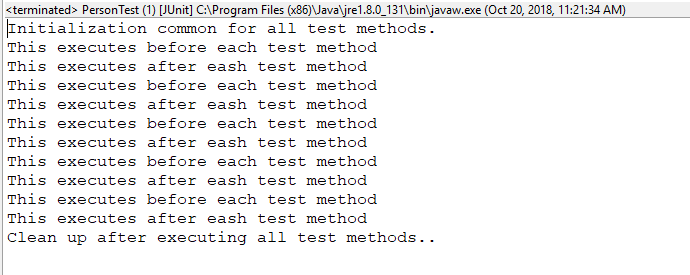 <terminated> PersonTest (1) [JUnit] C:\Program Files (x86)\Java\jre1.8.0_131\bin\javaw.exe (Oct 20, 2018, 11:21:34 AM)
Initialization common for all test methods.
This executes before each test method
This executes after eash test method
This executes before each test method
This executes after eash test method
This executes before each test method
This executes after eash test method
This executes before each test method
This executes after eash test method
This executes before each test method
This executes after eash test method
Clean up after executing all test methods..